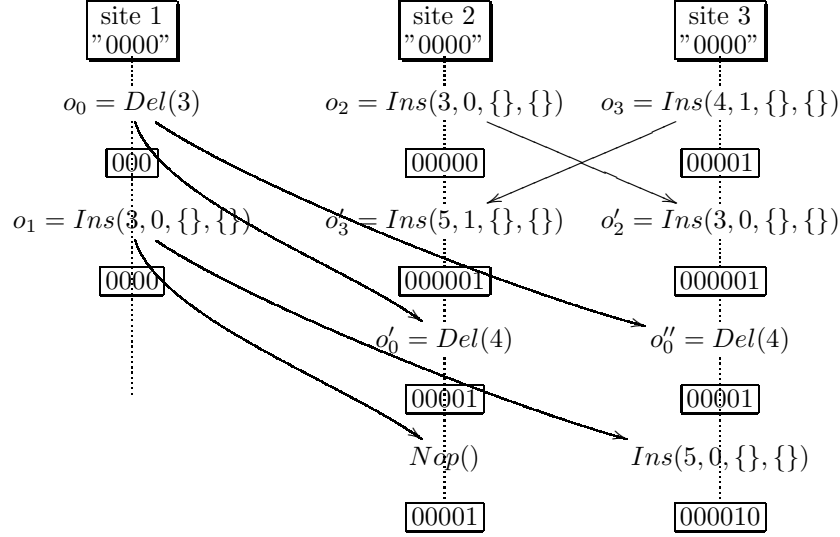 site 1 site 2 site 3
"0000" "0000" "0000"
o₀ = Del(3) o₂ = Ins(3, 0, {}, {}) o₃ = Ins(4, 1, {}, {})
000 00000 00001
o₁ = Ins(3, 0, {}, {}) o′₃ = Ins(5, 1, {}, {}) o′₂ = Ins(3, 0, {}, {})
0000 000001 000001
o′₀ = Del(4) o″₀ = Del(4)
00001 00001
Nop() Ins(5, 0, {}, {})
00001 000010